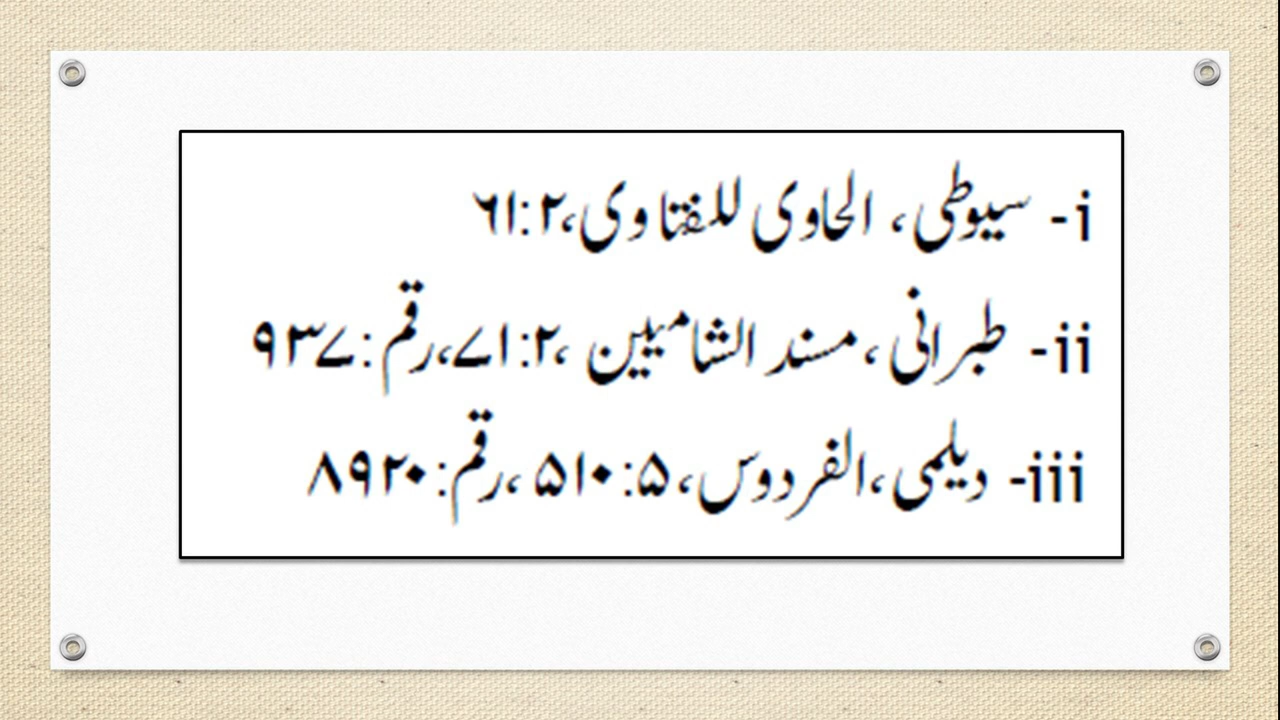 i- سیوطی، الحاوی للفتاوی،۲:۶۱
ii- طبرانی، مسند الشامیین ،۲:۷۱،رقم:۹۳۷
iii- دیلمی،الفردوس،۵:۵۱۰ ،رقم:۸۹۲۰